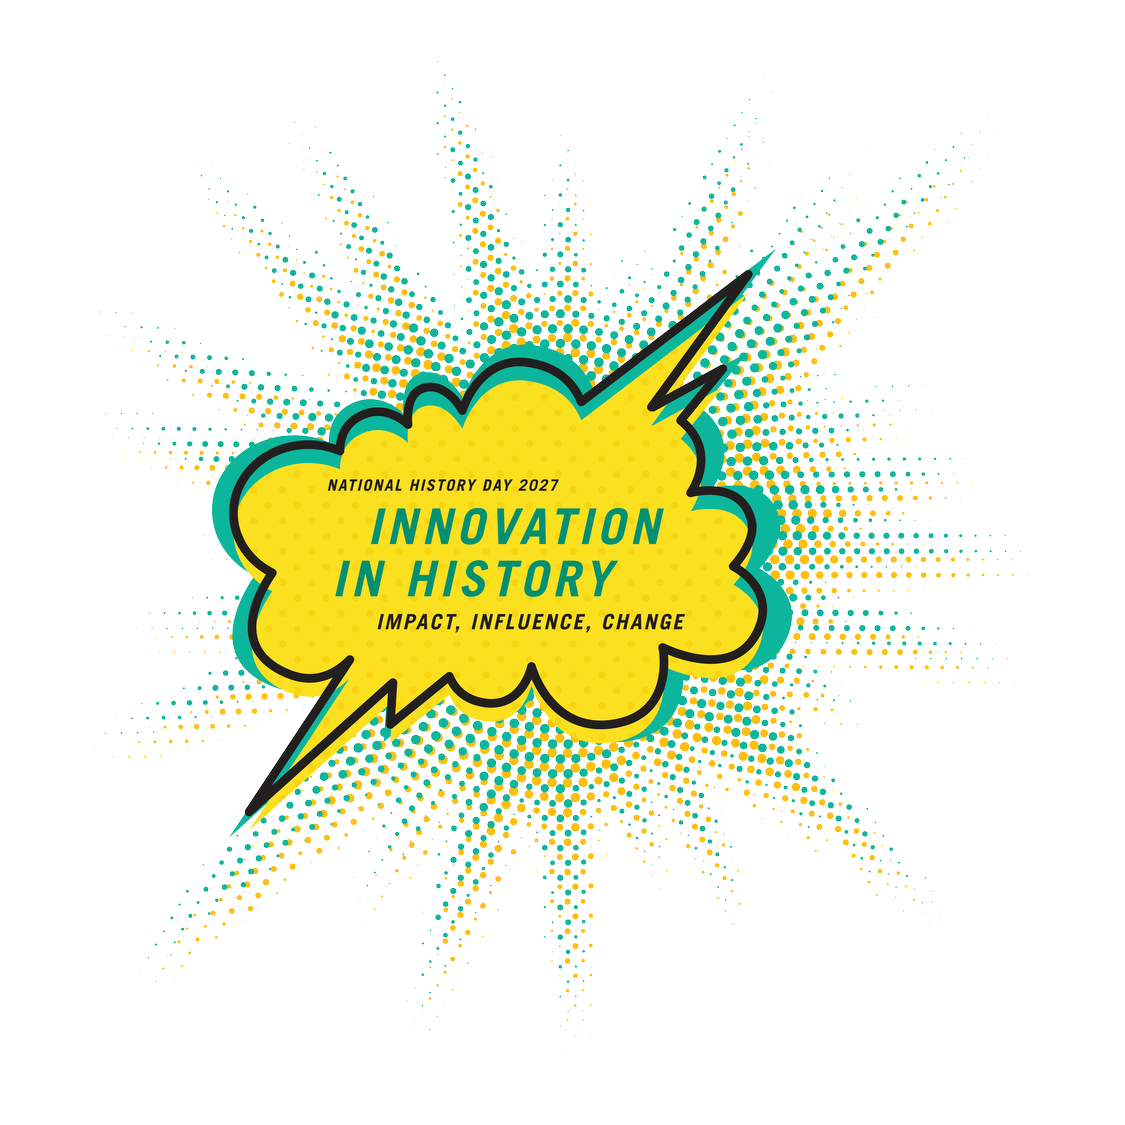 NATIONAL HISTORY DAY 2027
INNOVATION
IN HISTORY
IMPACT, INFLUENCE, CHANGE